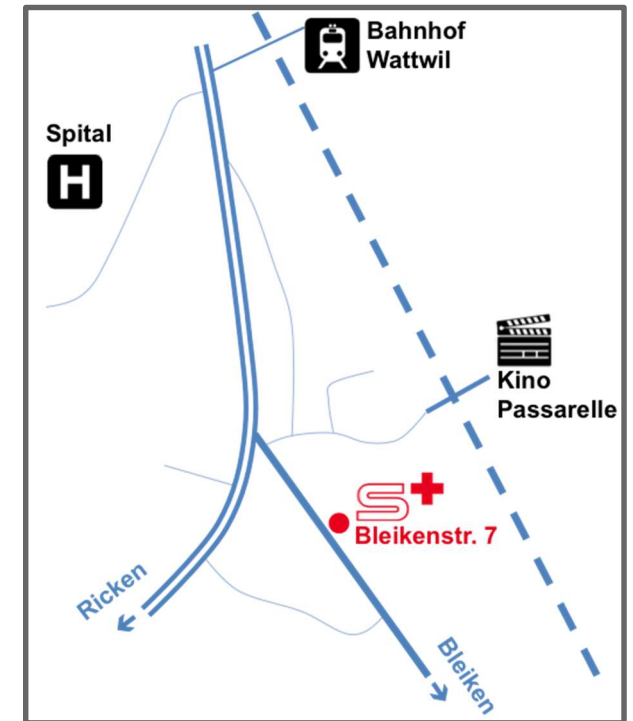 Bahnhof
Wattwil
Spital
H
Kino
Passarelle
S+
Bleikenstr. 7
Ricken
Bleiken